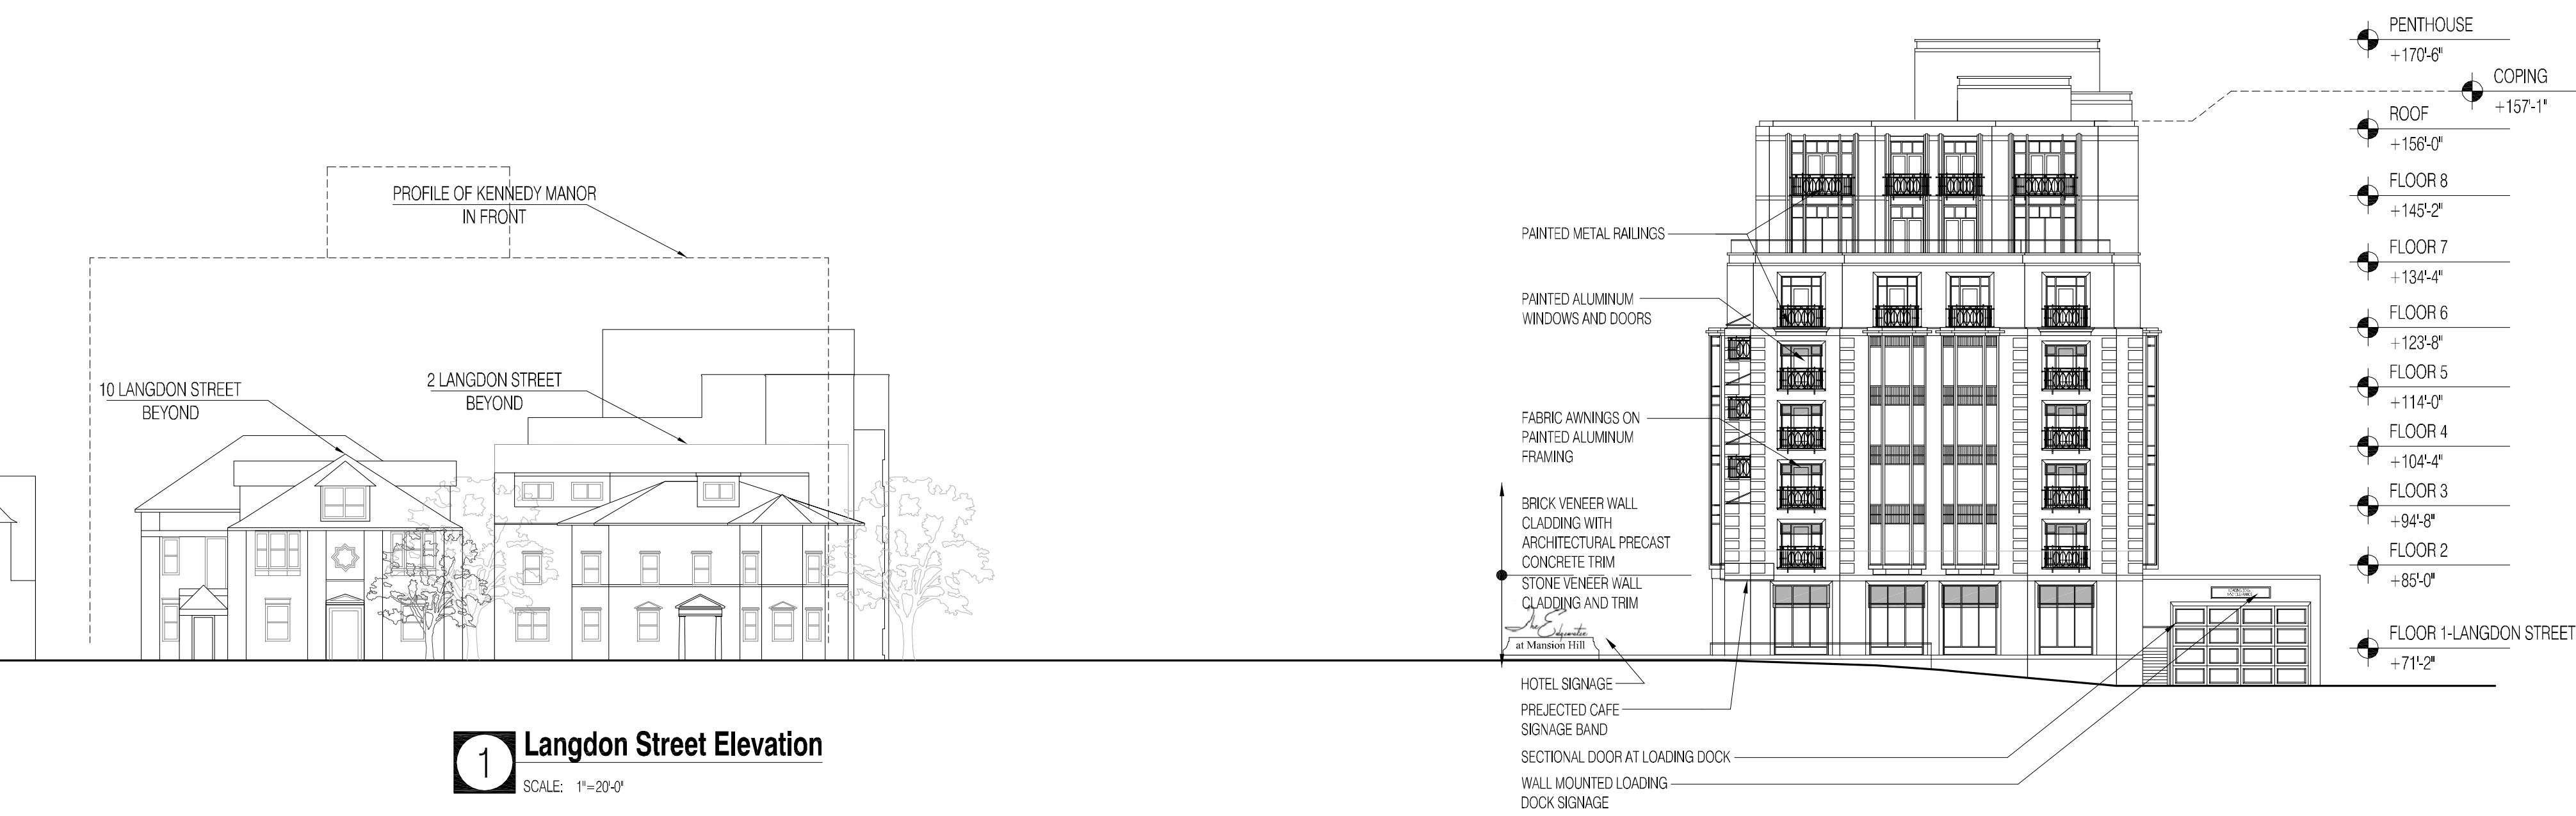 PENTHOUSE
+170'-6"
COPING
+157'-1"
ROOF
+156'-0"
FLOOR 8
+145'-2"
FLOOR 7
+134'-4"
FLOOR 6
+123'-8"
FLOOR 5
+114'-0"
FLOOR 4
+104'-4"
FLOOR 3
+94'-8"
FLOOR 2
+85'-0"
FLOOR 1-LANGDON STREET
+71'-2"
PROFILE OF KENNEDY MANOR
IN FRONT
10 LANGDON STREET
BEYOND
2 LANGDON STREET
BEYOND
PAINTED METAL RAILINGS
PAINTED ALUMINUM
WINDOWS AND DOORS
FABRIC AWNINGS ON
PAINTED ALUMINUM
FRAMING
BRICK VENEER WALL
CLADDING WITH
ARCHITECTURAL PRECAST
CONCRETE TRIM
STONE VENEER WALL
CLADDING AND TRIM
The Edgewater
at Mansion Hill
HOTEL SIGNAGE
PREJECTED CAFE
SIGNAGE BAND
SECTIONAL DOOR AT LOADING DOCK
WALL MOUNTED LOADING
DOCK SIGNAGE
1
Langdon Street Elevation
SCALE: 1"=20'-0"